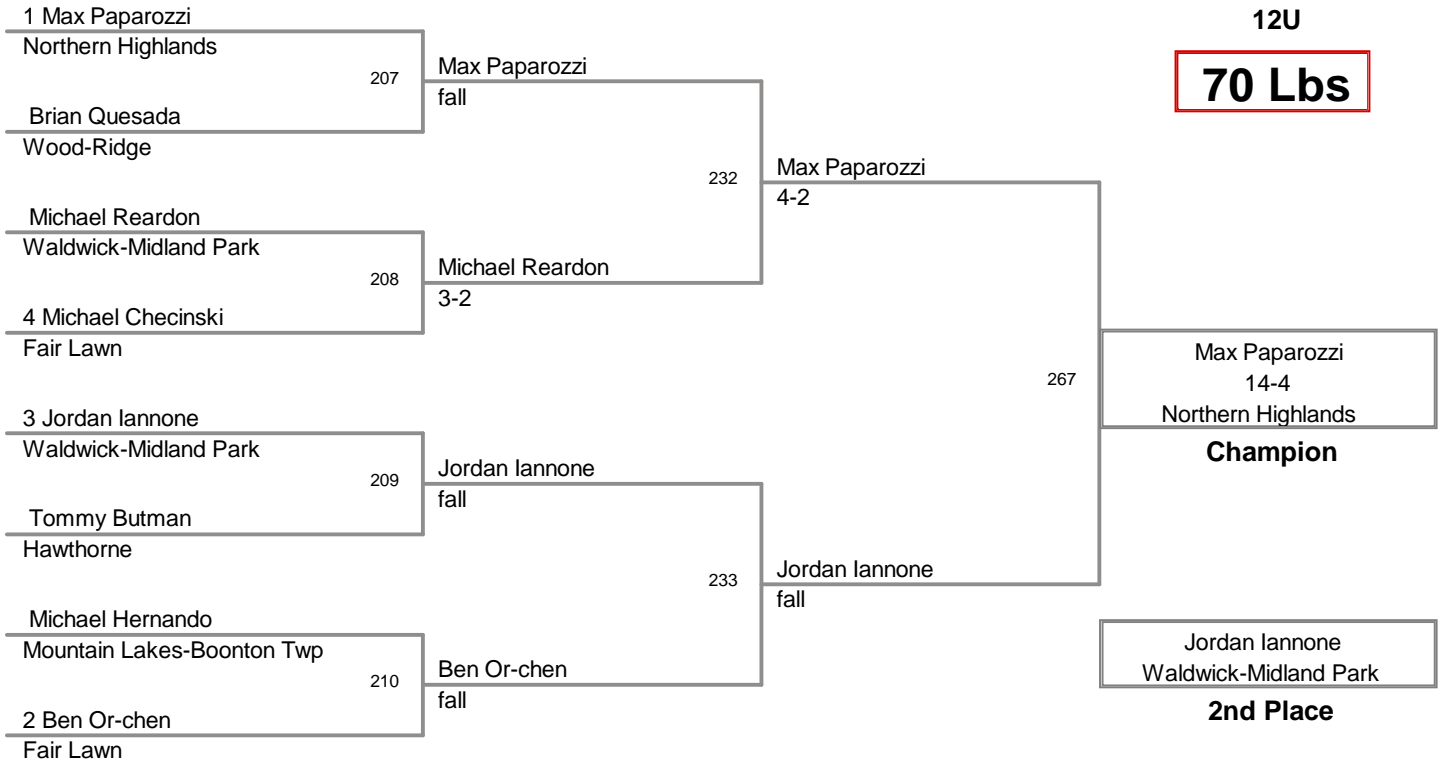 1 Max Paparozzi
Northern Highlands
207
Brian Quesada
Wood-Ridge
Michael Reardon
Waldwick-Midland Park
208
4 Michael Checinski
Fair Lawn
3 Jordan Iannone
Waldwick-Midland Park
209
Tommy Butman
Hawthorne
Michael Hernando
Mountain Lakes-Boonton Twp
210
2 Ben Or-chen
Fair Lawn
Max Paparozzi
fall
232
Michael Reardon
3-2
Jordan Iannone
fall
233
Ben Or-chen
fall
Max Paparozzi
4-2
267
Jordan Iannone
fall
12U
70 Lbs
Max Paparozzi
14-4
Northern Highlands
Champion
Jordan Iannone
Waldwick-Midland Park
2nd Place